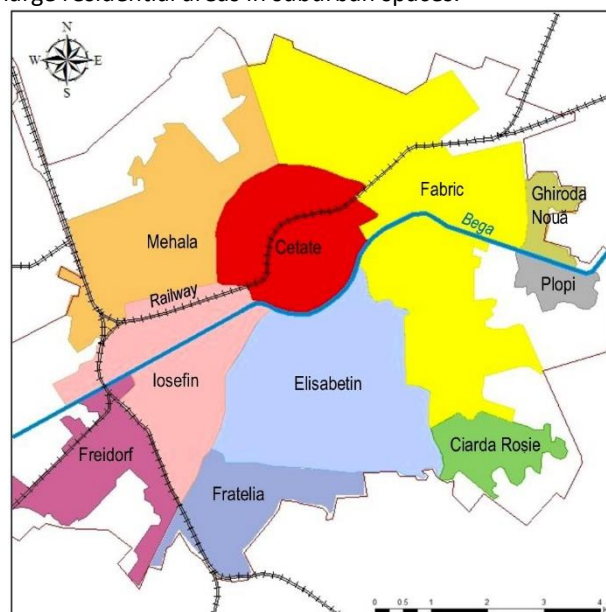 large residential areas in suburban spaces.
N
W E
S
Fabric
Ghiroda
Nouă
Bega
Mehala
Cetate
Plopi
Railway
Iosefin
Elisabetin
Ciarda Roșie
Freidorf
Fratelia
0 0.5 1 2 3 4